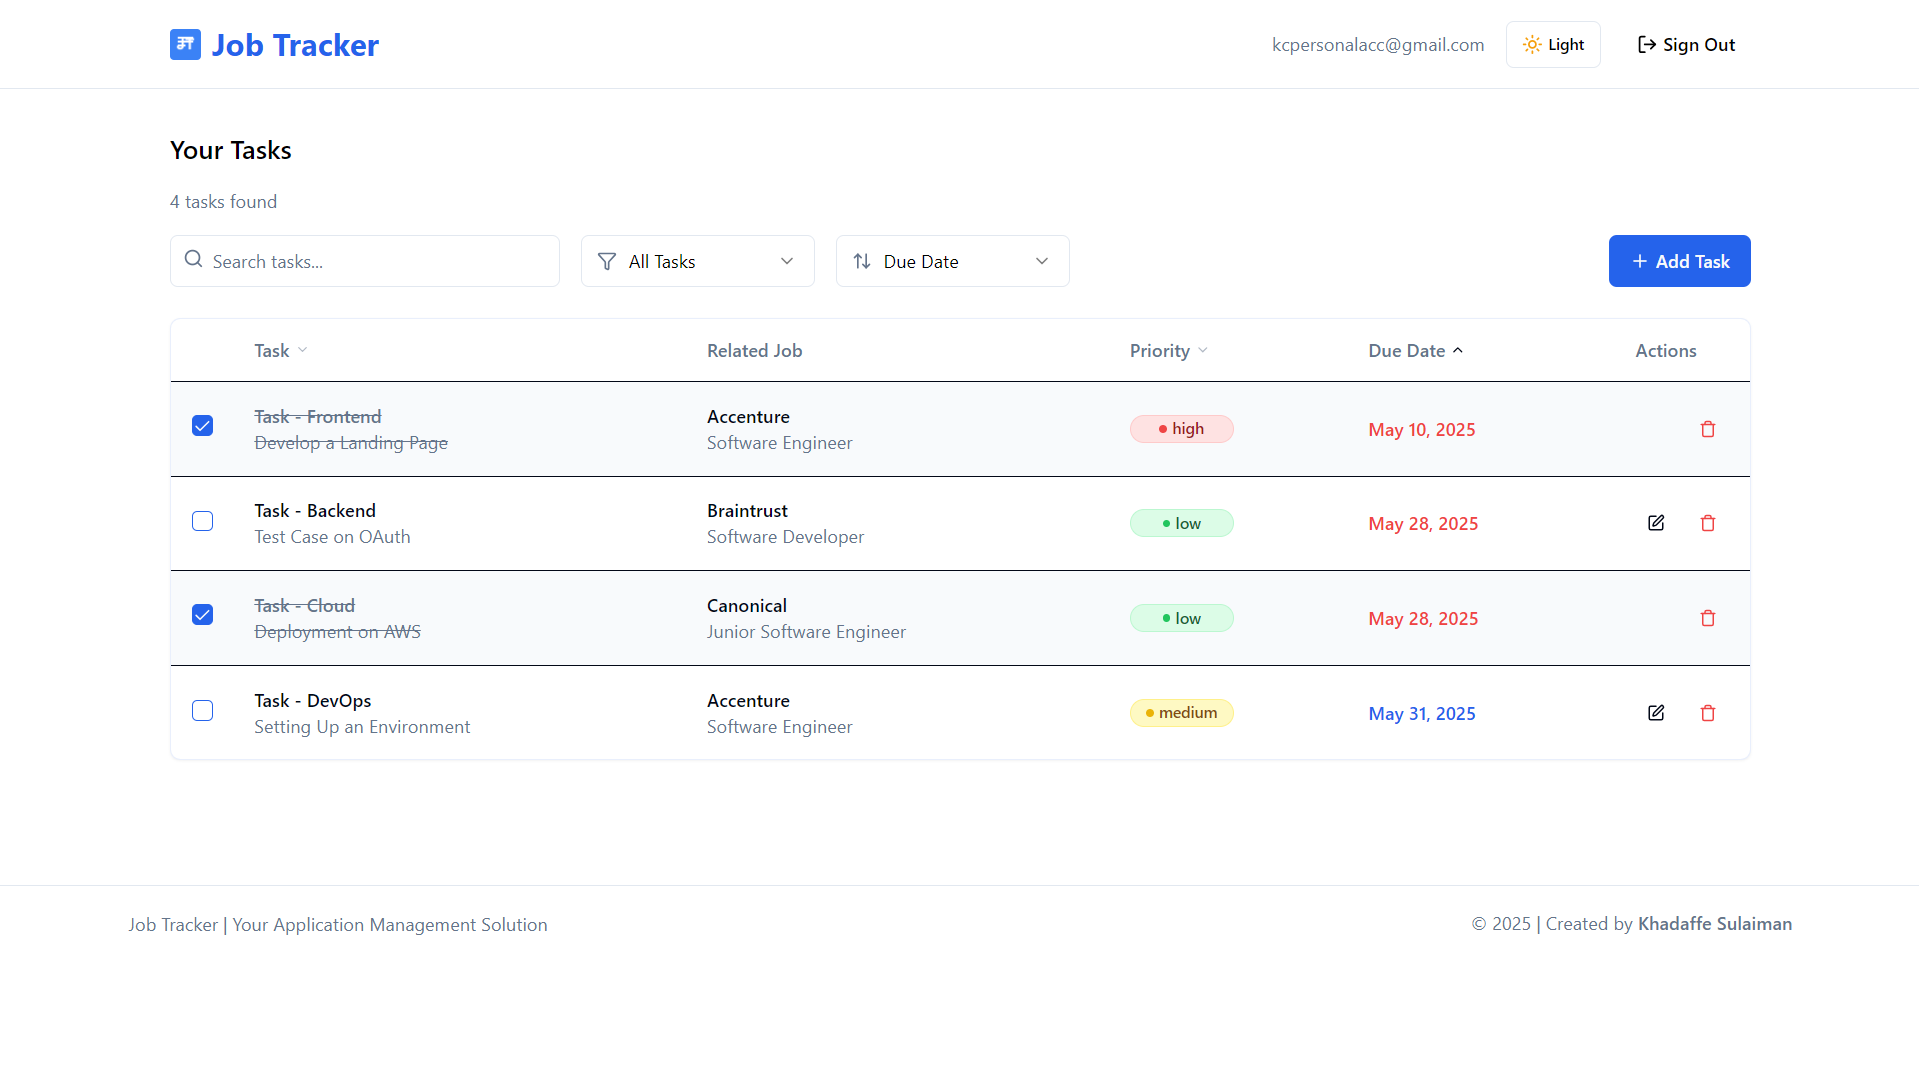 JT Job Tracker
kcpersonalacc@gmail.com
Light
Sign Out
Your Tasks
4 tasks found
Search tasks...
All Tasks
Due Date
+ Add Task
Task Related Job Priority Due Date Actions
Task - Frontend
Develop a Landing Page
Accenture
Software Engineer
high
May 10, 2025
Task - Backend
Test Case on OAuth
Braintrust
Software Developer
low
May 28, 2025
Task - Cloud
Deployment on AWS
Canonical
Junior Software Engineer
low
May 28, 2025
Task - DevOps
Setting Up an Environment
Accenture
Software Engineer
medium
May 31, 2025
Job Tracker | Your Application Management Solution
© 2025 | Created by Khadaffe Sulaiman